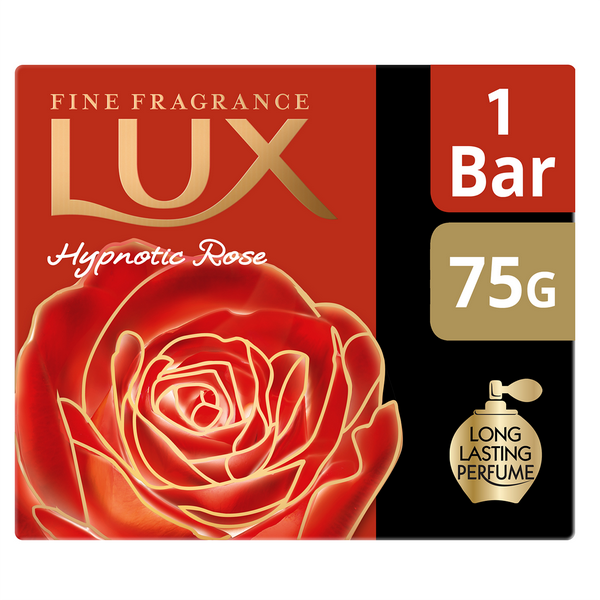 FINE FRAGRANCE
LUX
Hypnotic Rose
1
Bar
75G
LONG
LASTING
PERFUME